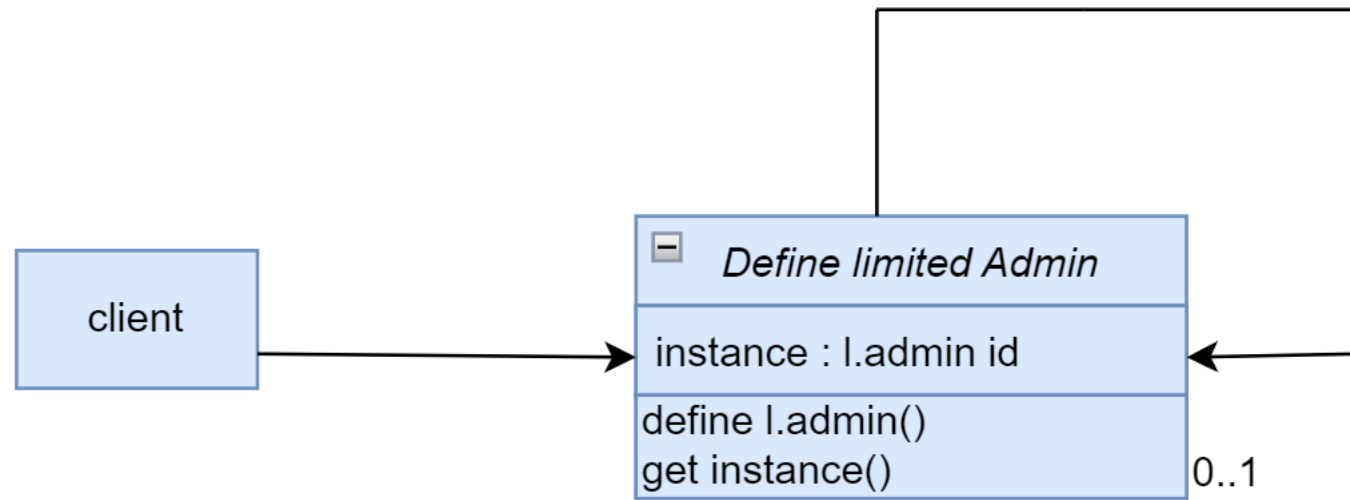 Define limited Admin
client
instance : l.admin id
define l.admin()
get instance()
0..1